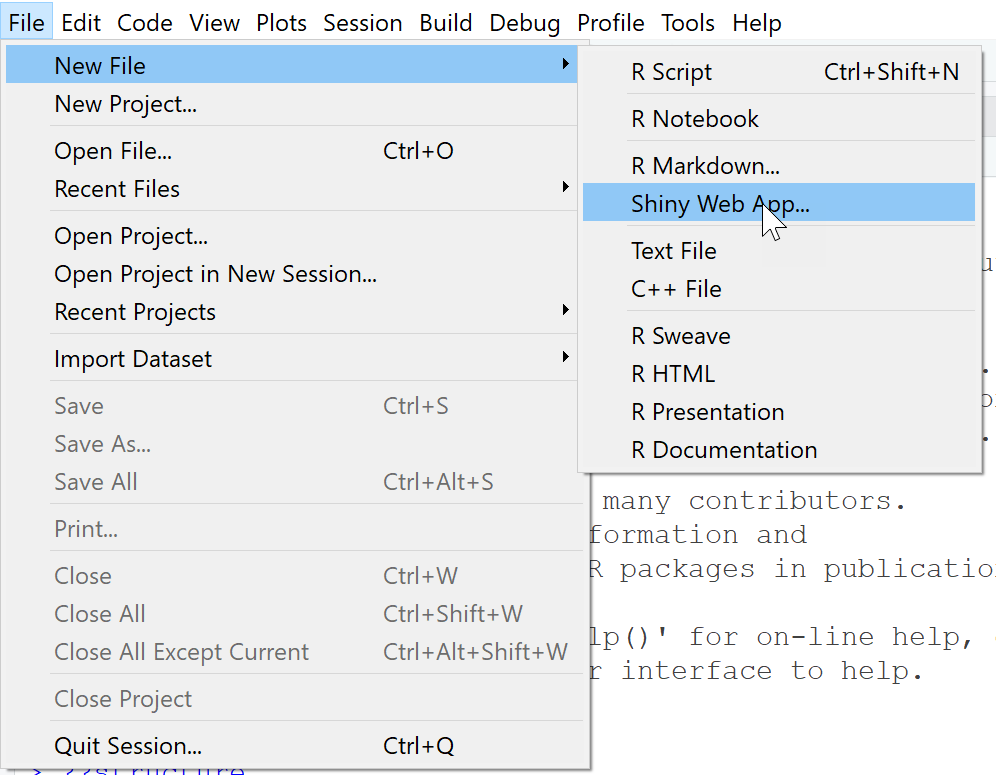 File Edit Code View Plots Session Build Debug Profile Tools Help
New File
New Project...
Open File... Ctrl+O
Recent Files
Open Project...
Open Project in New Session...
Recent Projects
Import Dataset
Save Ctrl+S
Save As...
Save All Ctrl+Alt+S
Print...
Close Ctrl+W
Close All Ctrl+Shift+W
Close All Except Current Ctrl+Alt+Shift+W
Close Project
Quit Session... Ctrl+Q
R Script Ctrl+Shift+N
R Notebook
R Markdown...
Shiny Web App...
Text File
C++ File
R Sweave
R HTML
R Presentation
R Documentation
many contributors.
formation and
R packages in publicatio
lp()' for on-line help,
r interface to help.
> ??structure